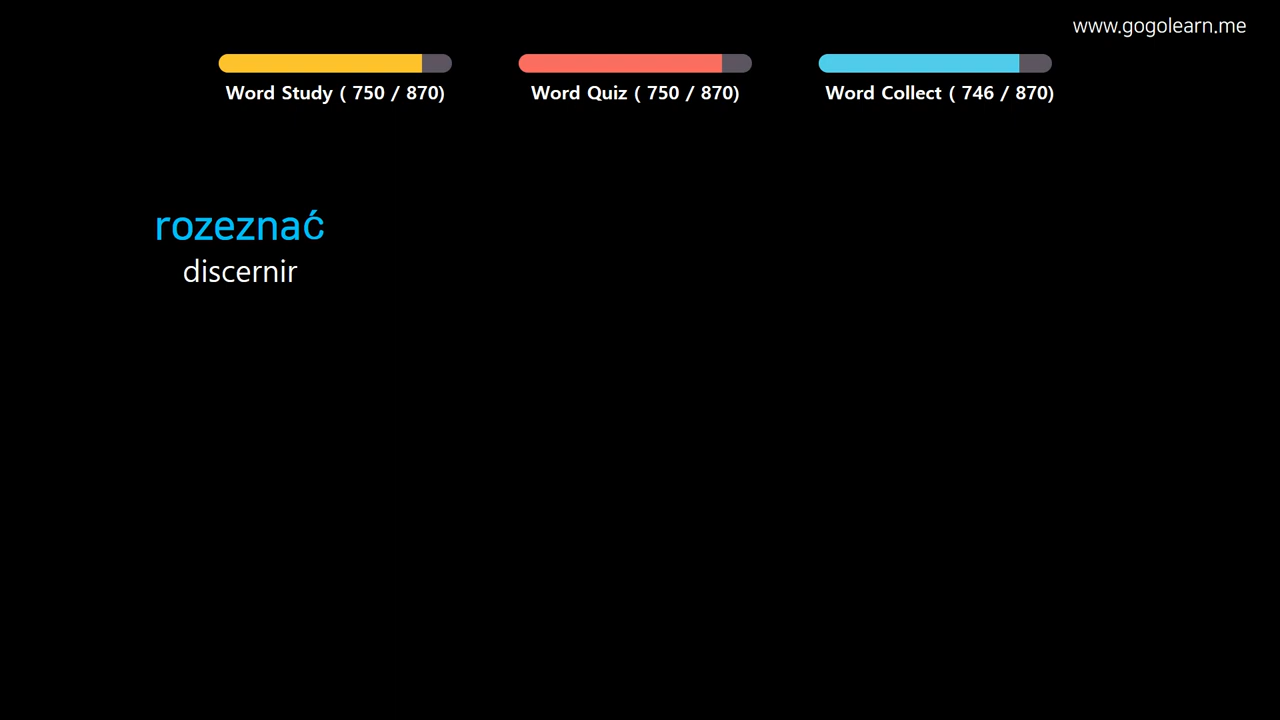 www.gogolearn.me
Word Study ( 750 / 870)
Word Quiz ( 750 / 870)
Word Collect ( 746 / 870)
rozeznać
discernir